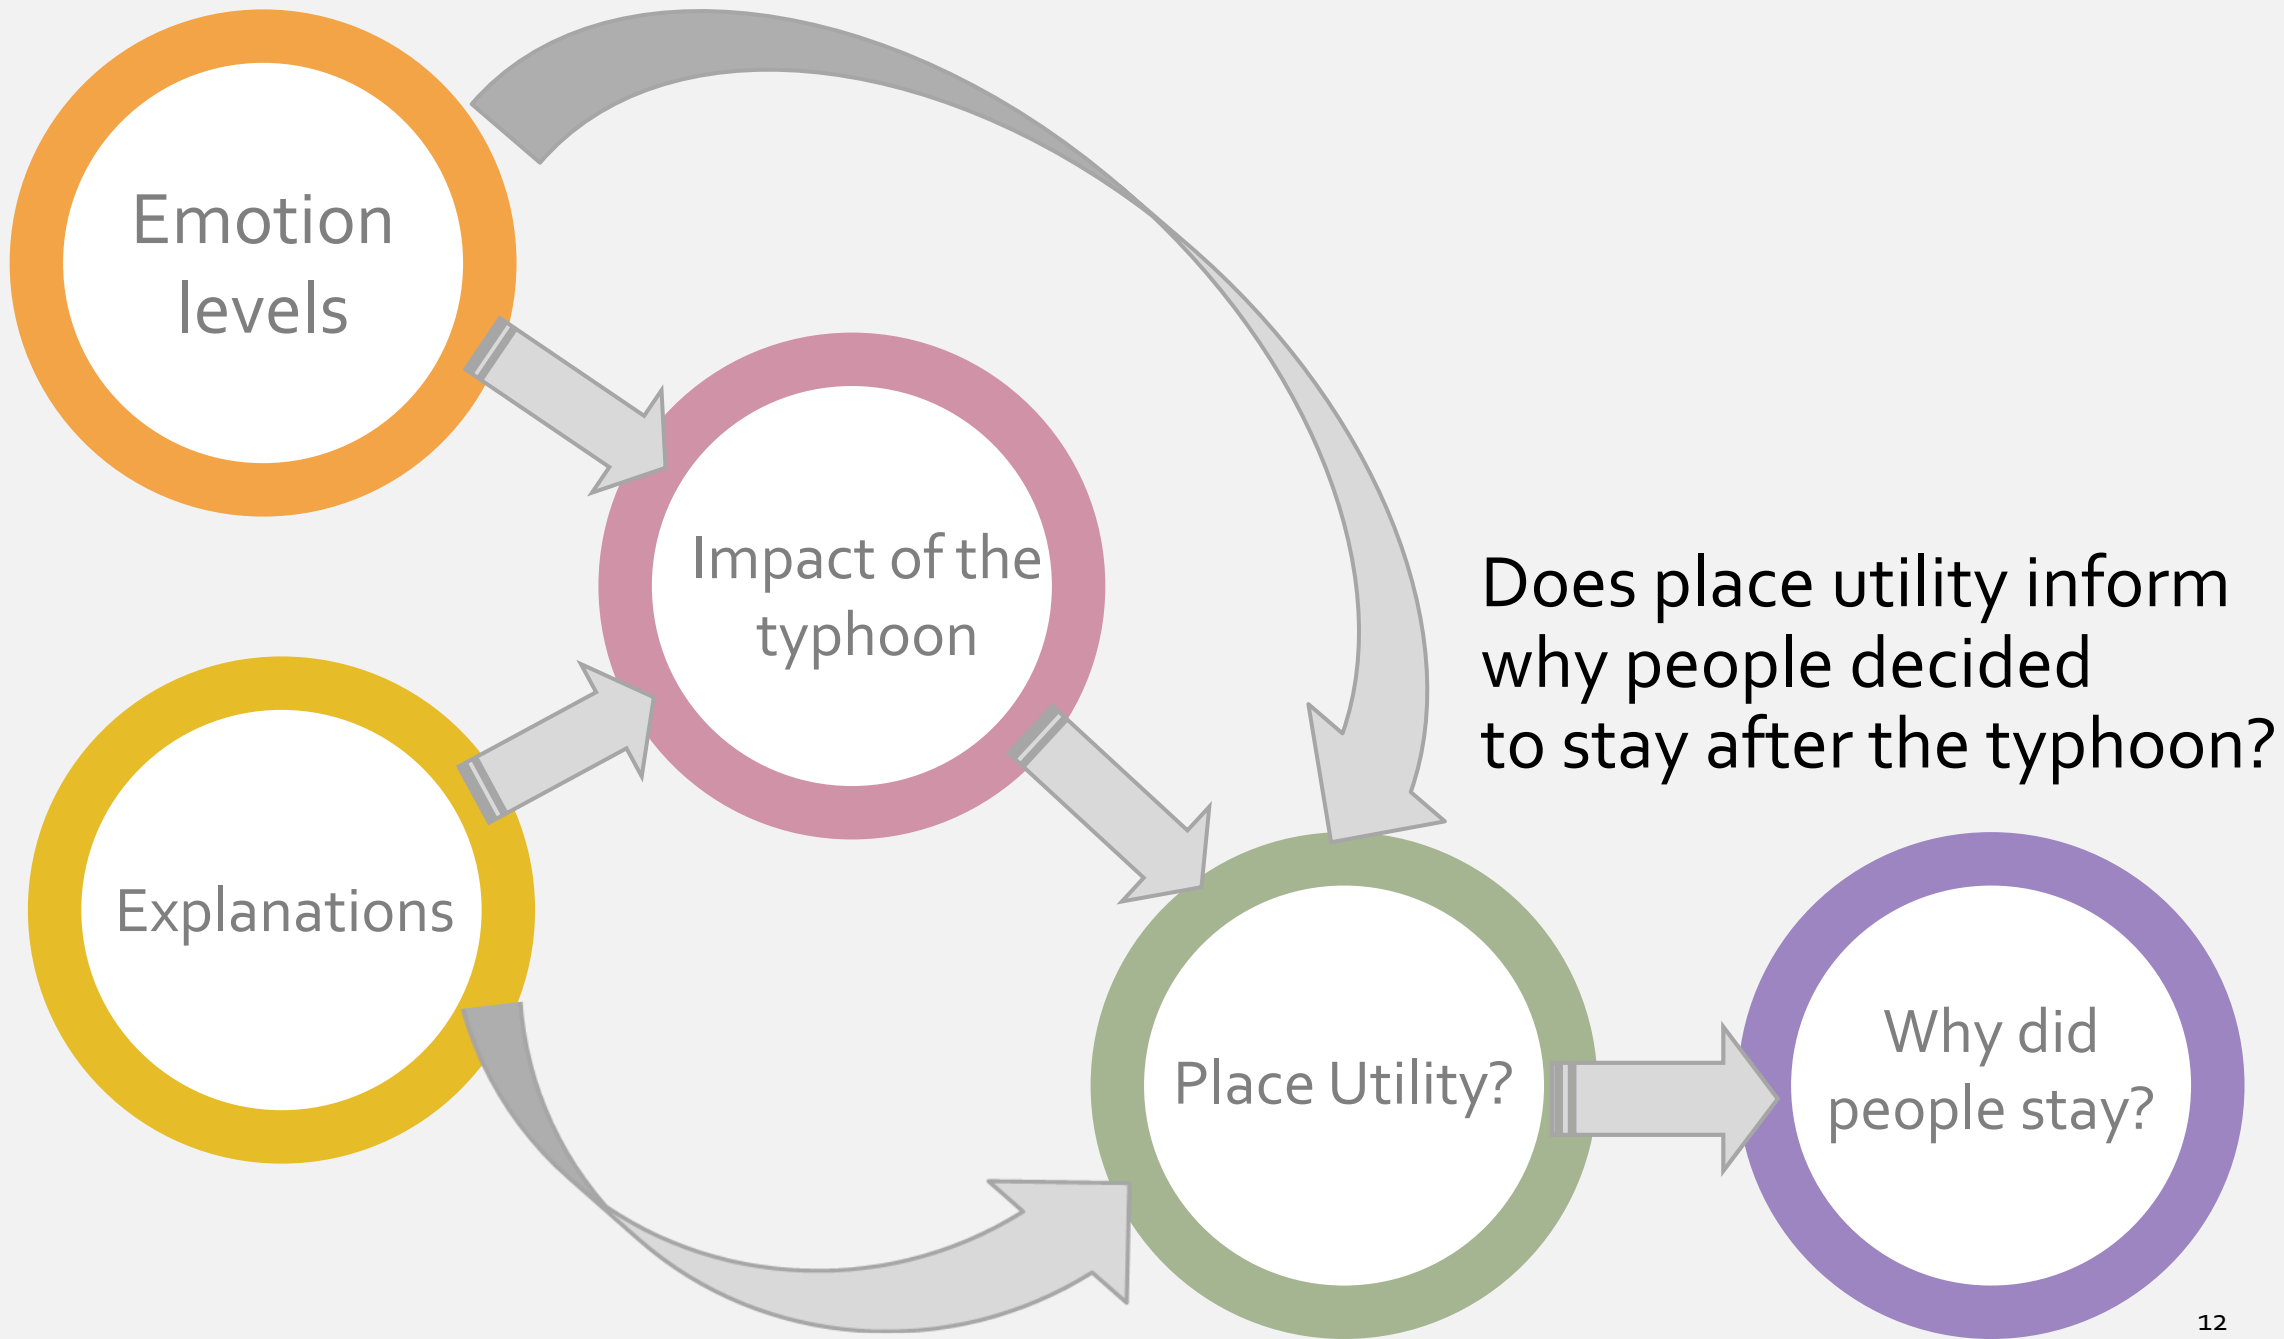 Emotion
levels
Impact of the
typhoon
Does place utility inform
why people decided
to stay after the typhoon?
Explanations
Place Utility?
Why did
people stay?
12